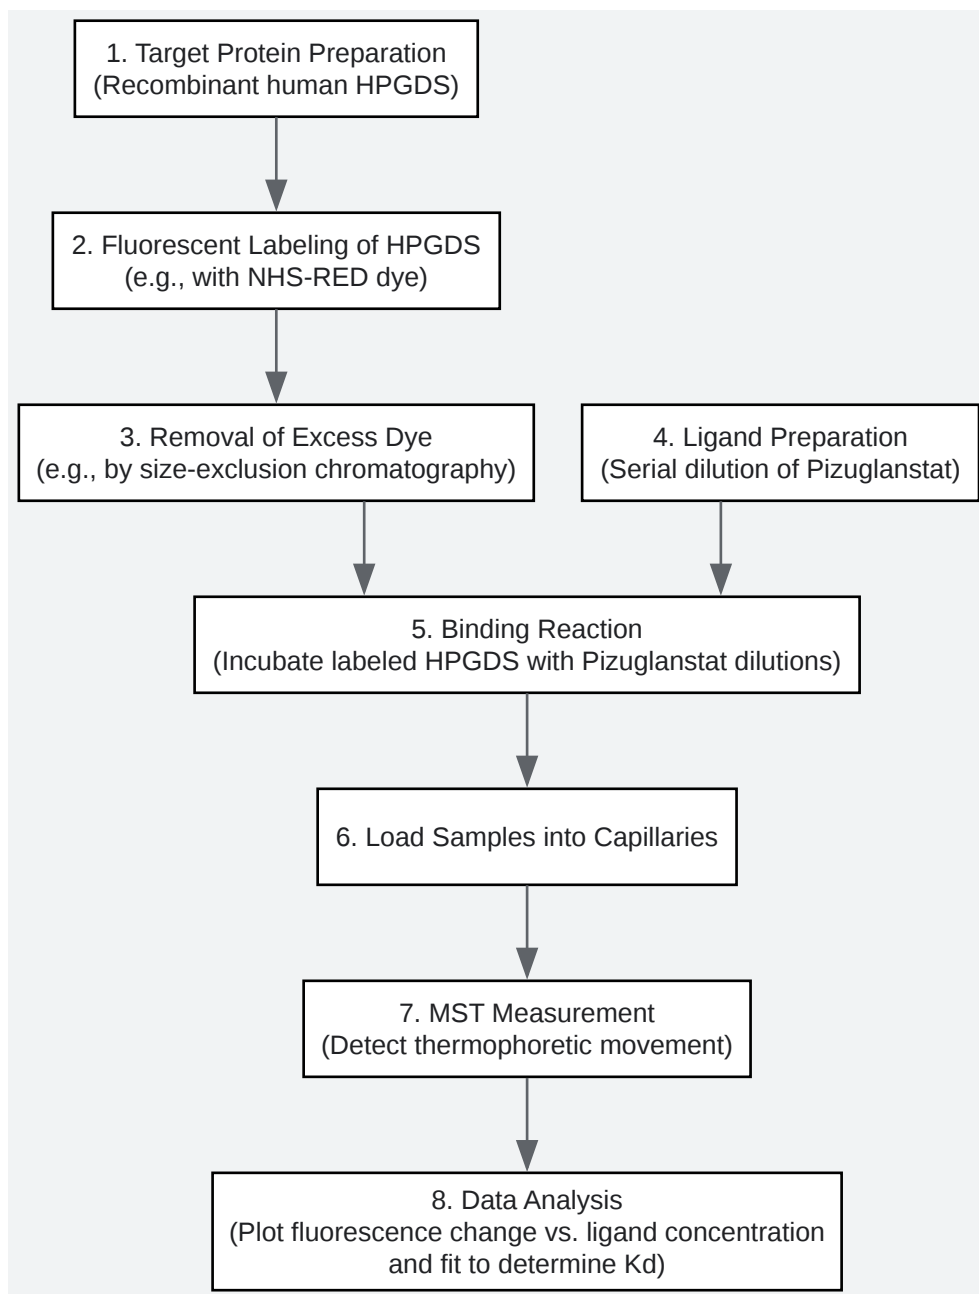 1. Target Protein Preparation
(Recombinant human HPGDS)
2. Fluorescent Labeling of HPGDS
(e.g., with NHS-RED dye)
3. Removal of Excess Dye
(e.g., by size-exclusion chromatography)
4. Ligand Preparation
(Serial dilution of Pizuglanstat)
5. Binding Reaction
(Incubate labeled HPGDS with Pizuglanstat dilutions)
6. Load Samples into Capillaries
7. MST Measurement
(Detect thermophoretic movement)
8. Data Analysis
(Plot fluorescence change vs. ligand concentration
and fit to determine Kd)